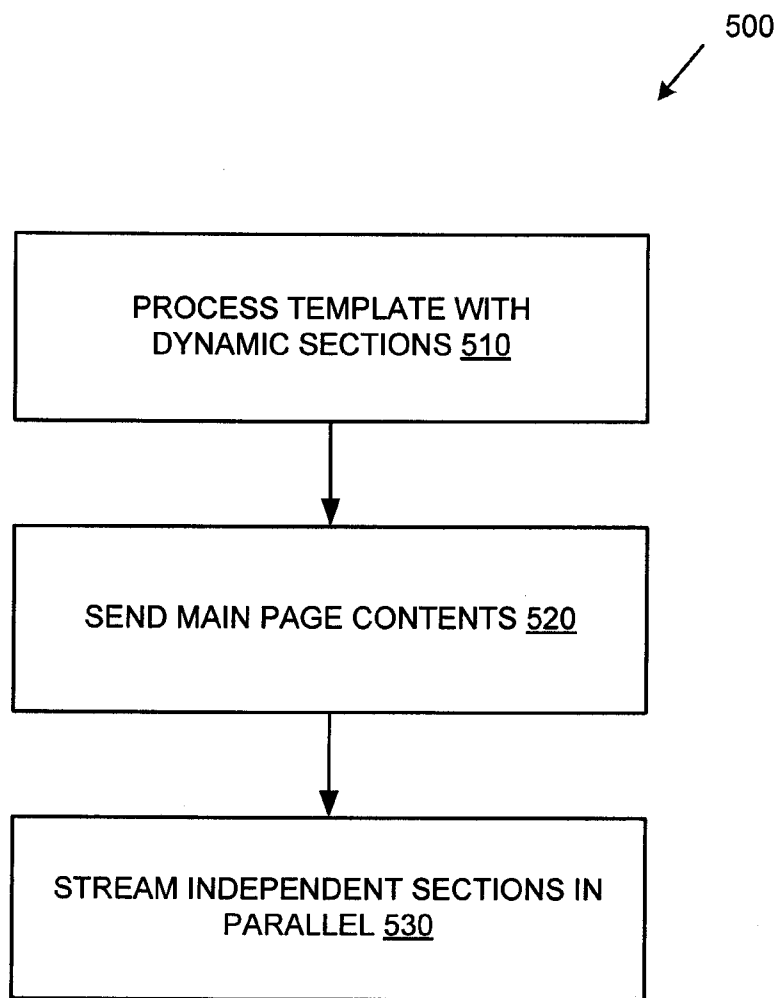 500
PROCESS TEMPLATE WITH
DYNAMIC SECTIONS 510
SEND MAIN PAGE CONTENTS 520
STREAM INDEPENDENT SECTIONS IN
PARALLEL 530